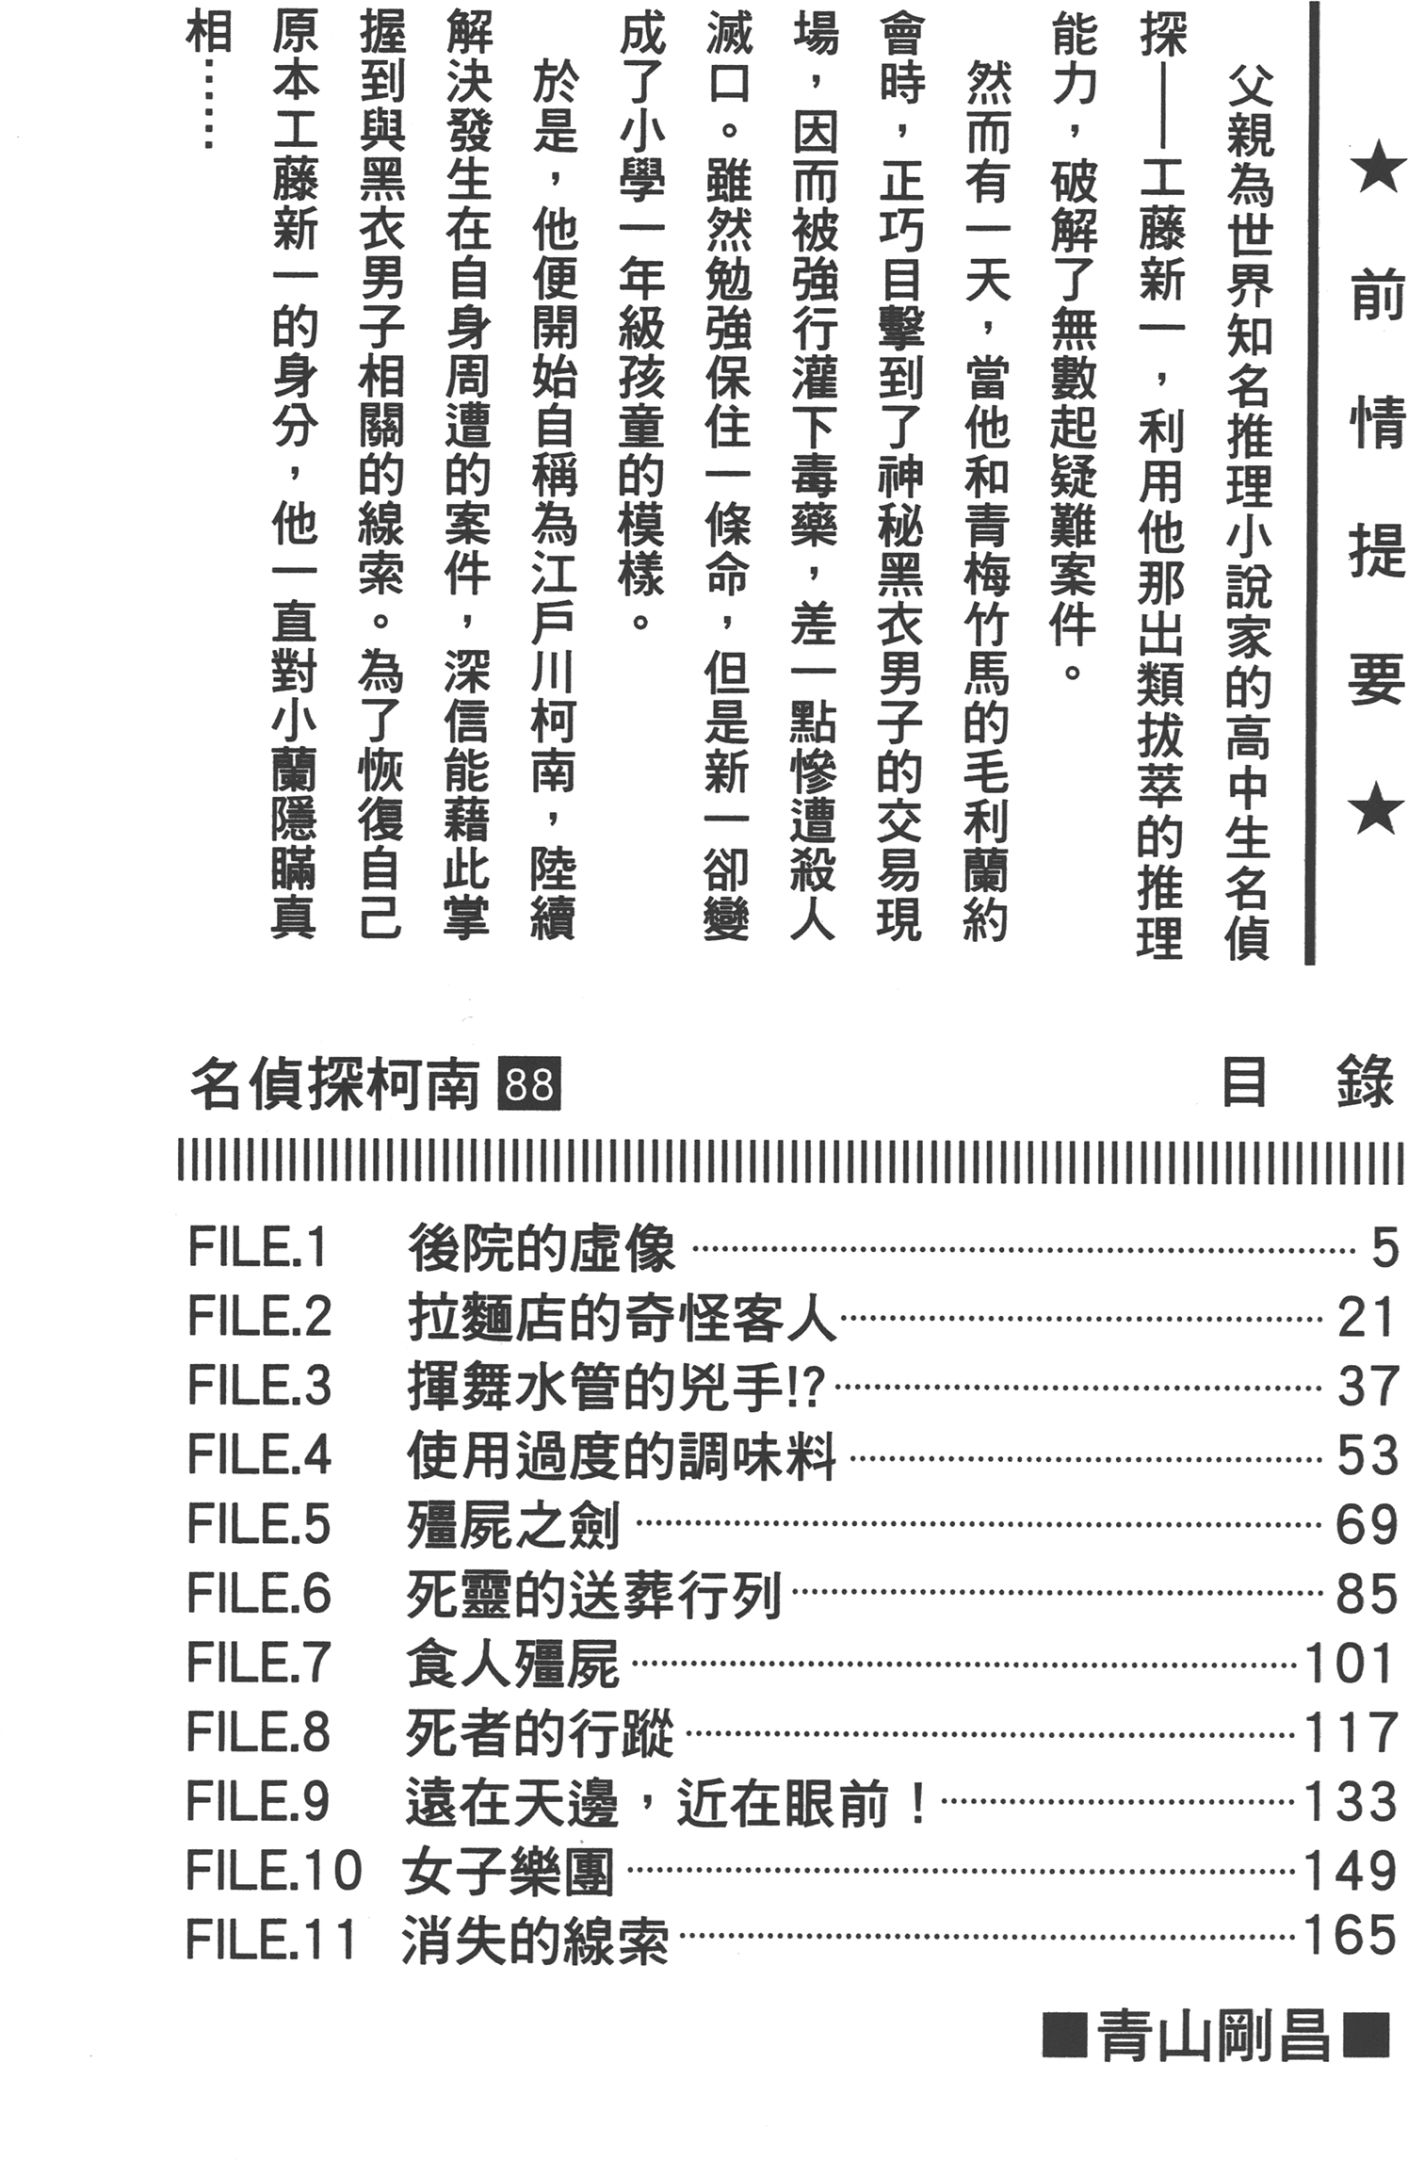 ★前情提要★
父親為世界知名推理小說家的高中生名偵
探——工藤新一，利用他那出類拔萃的推理
能力，破解了無數起疑難案件。
然而有一天，當他和青梅竹馬的毛利蘭約
會時，正巧目擊到了神秘黑衣男子的交易現
場，因而被強行灌下毒藥，差一點慘遭殺人
滅口。雖然勉強保住一條命，但是新一卻變
成了小學一年級孩童的模樣。
於是，他便開始自稱為江戶川柯南，陸續
解決發生在自身周遭的案件，深信能藉此掌
握到與黑衣男子相關的線索。為了恢復自己
原本工藤新一的身分，他一直對小蘭隱瞞真
相……
名偵探柯南 88 目錄
FILE.1 後院的虛像 5
FILE.2 拉麵店的奇怪客人 21
FILE.3 揮舞水管的兇手!? 37
FILE.4 使用過度的調味料 53
FILE.5 殭屍之劍 69
FILE.6 死靈的送葬行列 85
FILE.7 食人殭屍 101
FILE.8 死者的行蹤 117
FILE.9 遠在天邊，近在眼前！ 133
FILE.10 女子樂團 149
FILE.11 消失的線索 165
■青山剛昌■